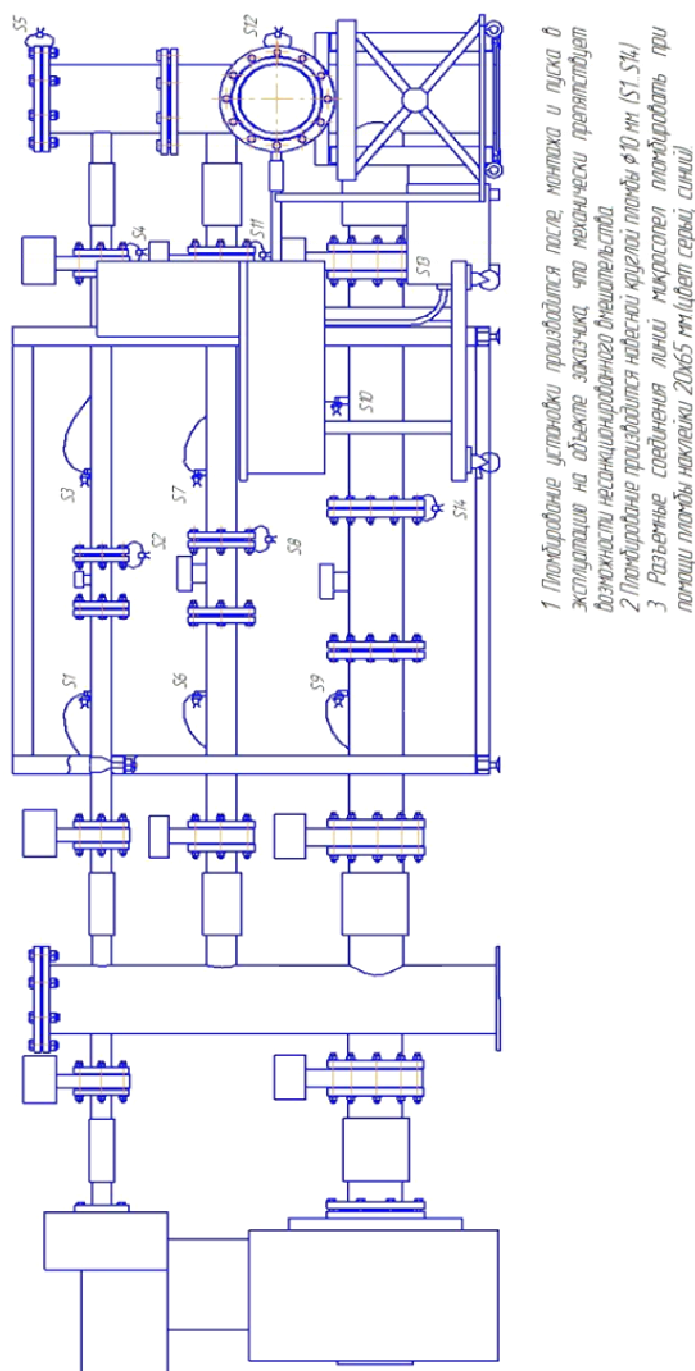 S5
S12
S4
S11
S13
S3
S7
S10
S2
S8
S14
S1
S6
S9
1 Пломбирование установки производится после монтажа и пуска в
эксплуатацию на объекте заказчика, что механически препятствует
возможности несанкционированного вмешательства.
2 Пломбирование производится навесной круглой пломбы ф10 мм (S1..S14)
3 Разъемные соединения линий микросопел пломбировать при
помощи пломбы наклейки 20х65 мм (цвет серый, синий).